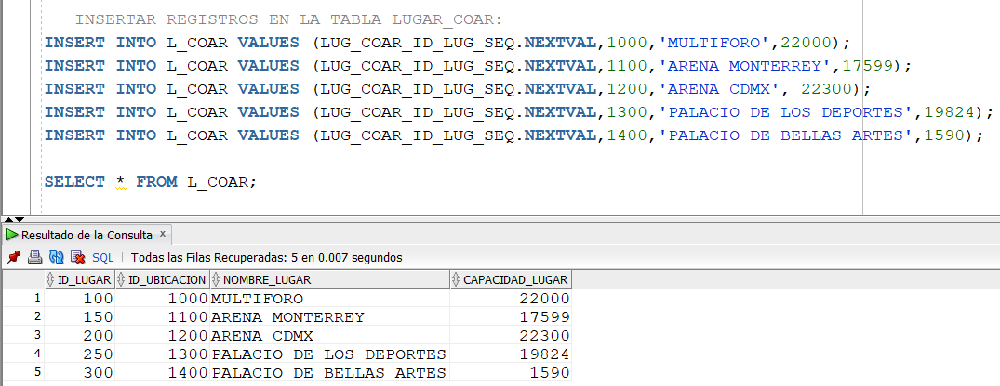 -- INSERTAR REGISTROS EN LA TABLA LUGAR_COAR:
INSERT INTO L_COAR VALUES (LUG_COAR_ID_LUG_SEQ.NEXTVAL,1000,'MULTIFORO',22000);
INSERT INTO L_COAR VALUES (LUG_COAR_ID_LUG_SEQ.NEXTVAL,1100,'ARENA MONTERREY',17599);
INSERT INTO L_COAR VALUES (LUG_COAR_ID_LUG_SEQ.NEXTVAL,1200,'ARENA CDMX', 22300);
INSERT INTO L_COAR VALUES (LUG_COAR_ID_LUG_SEQ.NEXTVAL,1300,'PALACIO DE LOS DEPORTES',19824);
INSERT INTO L_COAR VALUES (LUG_COAR_ID_LUG_SEQ.NEXTVAL,1400,'PALACIO DE BELLAS ARTES',1590);
SELECT * FROM L_COAR;
Resultado de la Consulta x
SQL | Todas las Filas Recuperadas: 5 en 0.007 segundos
ID_LUGAR ID_UBICACION NOMBRE_LUGAR CAPACIDAD_LUGAR
1 100 1000 MULTIFORO 22000
2 150 1100 ARENA MONTERREY 17599
3 200 1200 ARENA CDMX 22300
4 250 1300 PALACIO DE LOS DEPORTES 19824
5 300 1400 PALACIO DE BELLAS ARTES 1590